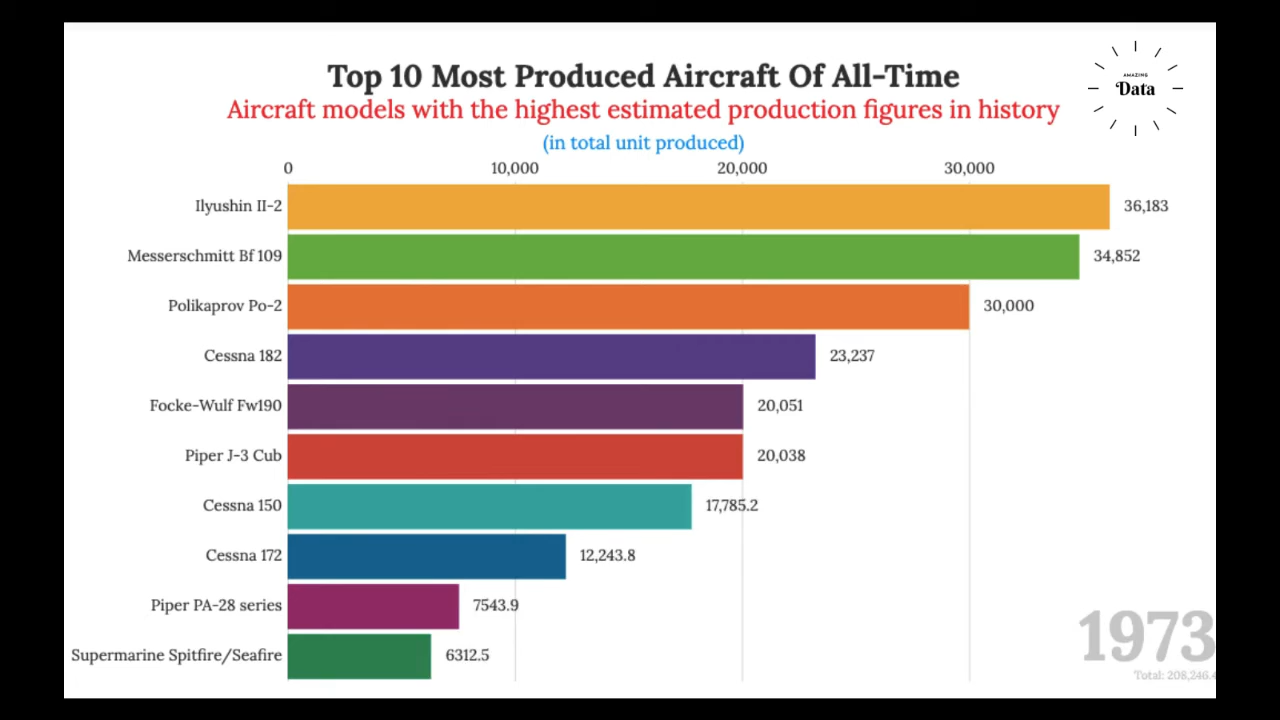 Top 10 Most Produced Aircraft Of All-Time
AMAZING
Data
Aircraft models with the highest estimated production figures in history
(in total unit produced)
0 10,000 20,000 30,000
Ilyushin II-2 36,183
Messerschmitt Bf 109 34,852
Polikaprov Po-2 30,000
Cessna 182 23,237
Focke-Wulf Fw190 20,051
Piper J-3 Cub 20,038
Cessna 150 17,785.2
Cessna 172 12,243.8
Piper PA-28 series 7543.9
Supermarine Spitfire/Seafire 6312.5
1973
Total: 208,246.